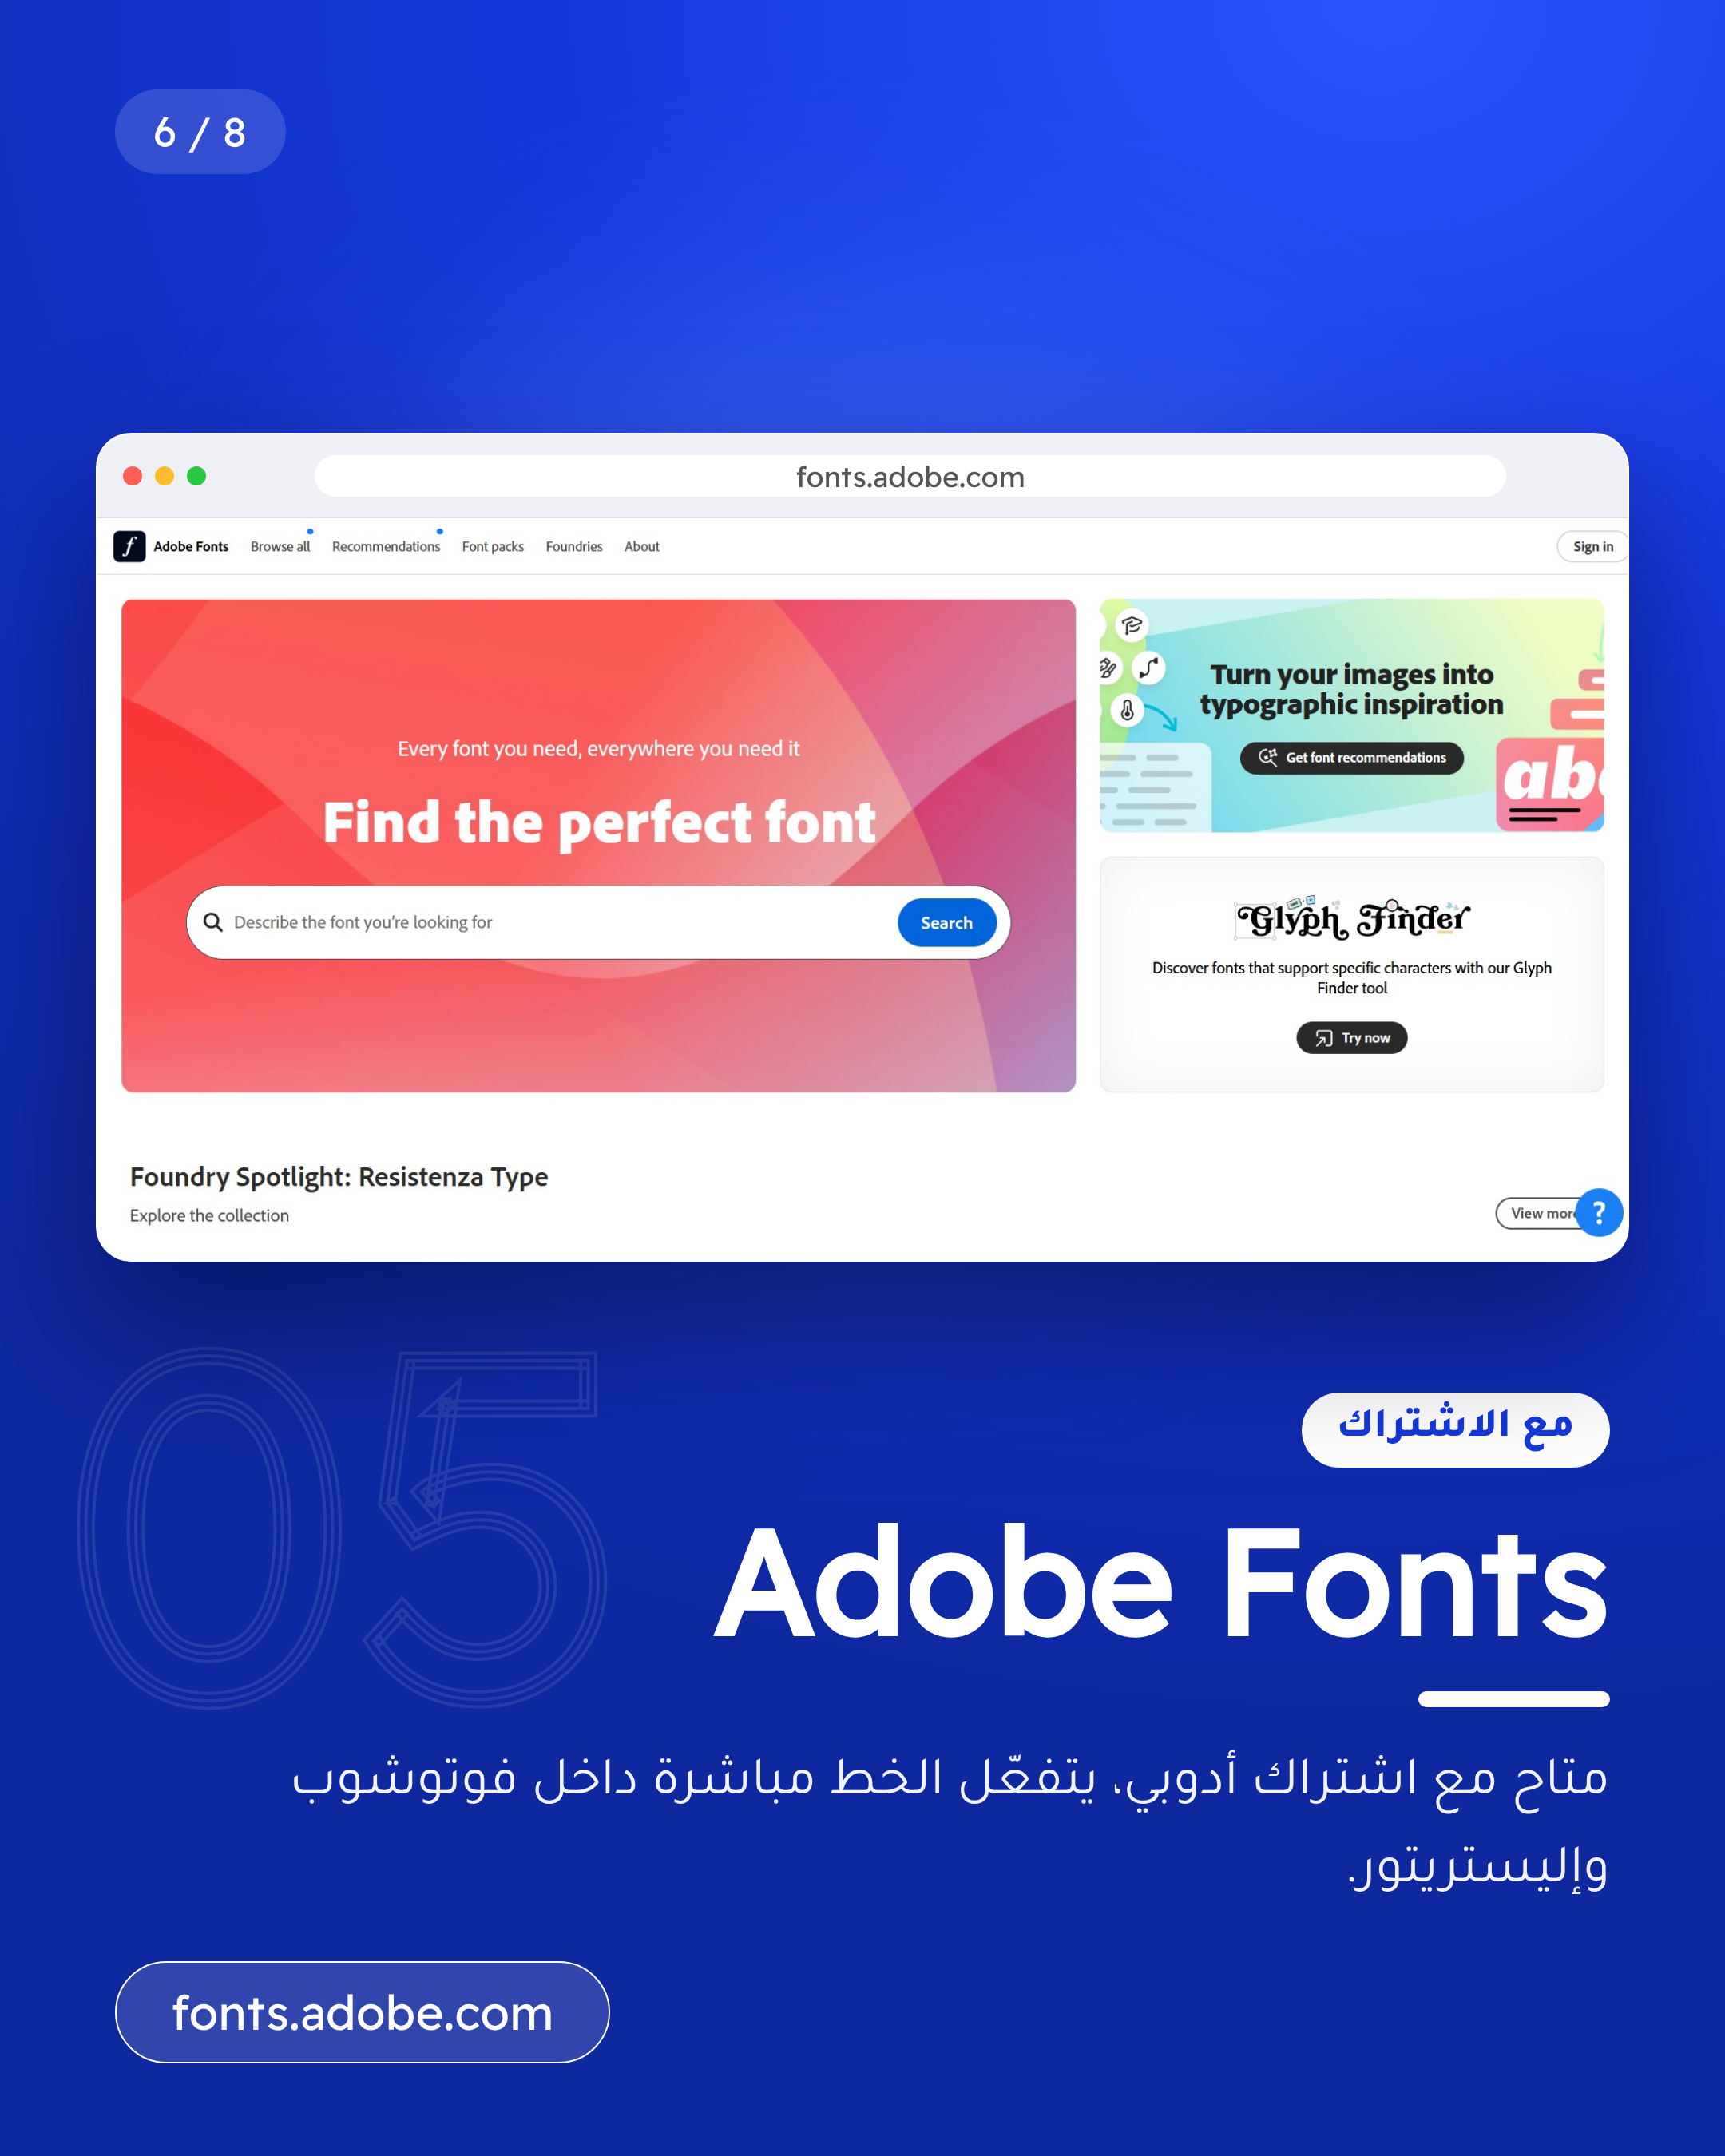 6 / 8
fonts.adobe.com
Adobe Fonts Browse all Recommendations Font packs Foundries About Sign in
Every font you need, everywhere you need it
Find the perfect font
Describe the font you're looking for Search
Turn your images into
typographic inspiration
Get font recommendations
abc
Glyph Finder
Discover fonts that support specific characters with our Glyph
Finder tool
Try now
Foundry Spotlight: Resistenza Type
Explore the collection
View more ?
05
مع الاشتراك
Adobe Fonts
متاح مع اشتراك أدوبي، يتفعّل الخط مباشرة داخل فوتوشوب
وإليستريتور.
fonts.adobe.com